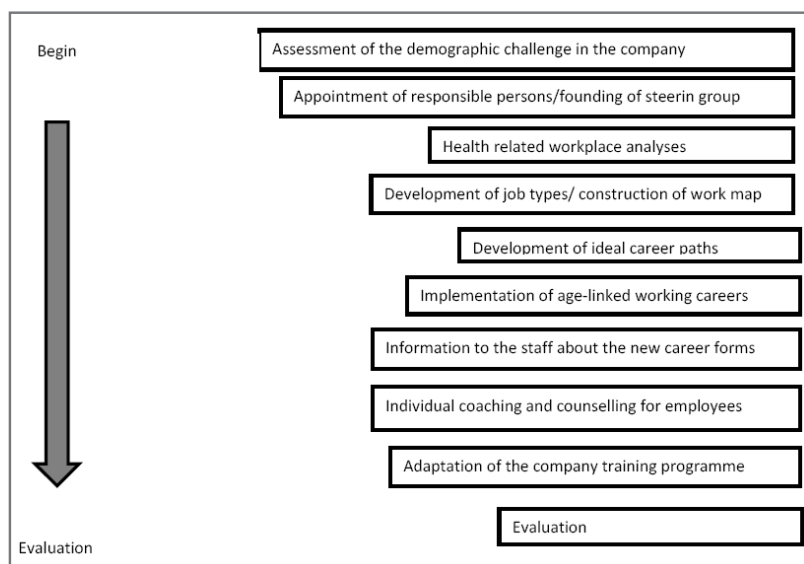 Begin
Assessment of the demographic challenge in the company
Appointment of responsible persons/founding of steerin group
Health related workplace analyses
Development of job types/ construction of work map
Development of ideal career paths
Implementation of age-linked working careers
Information to the staff about the new career forms
Individual coaching and counselling for employees
Adaptation of the company training programme
Evaluation
Evaluation